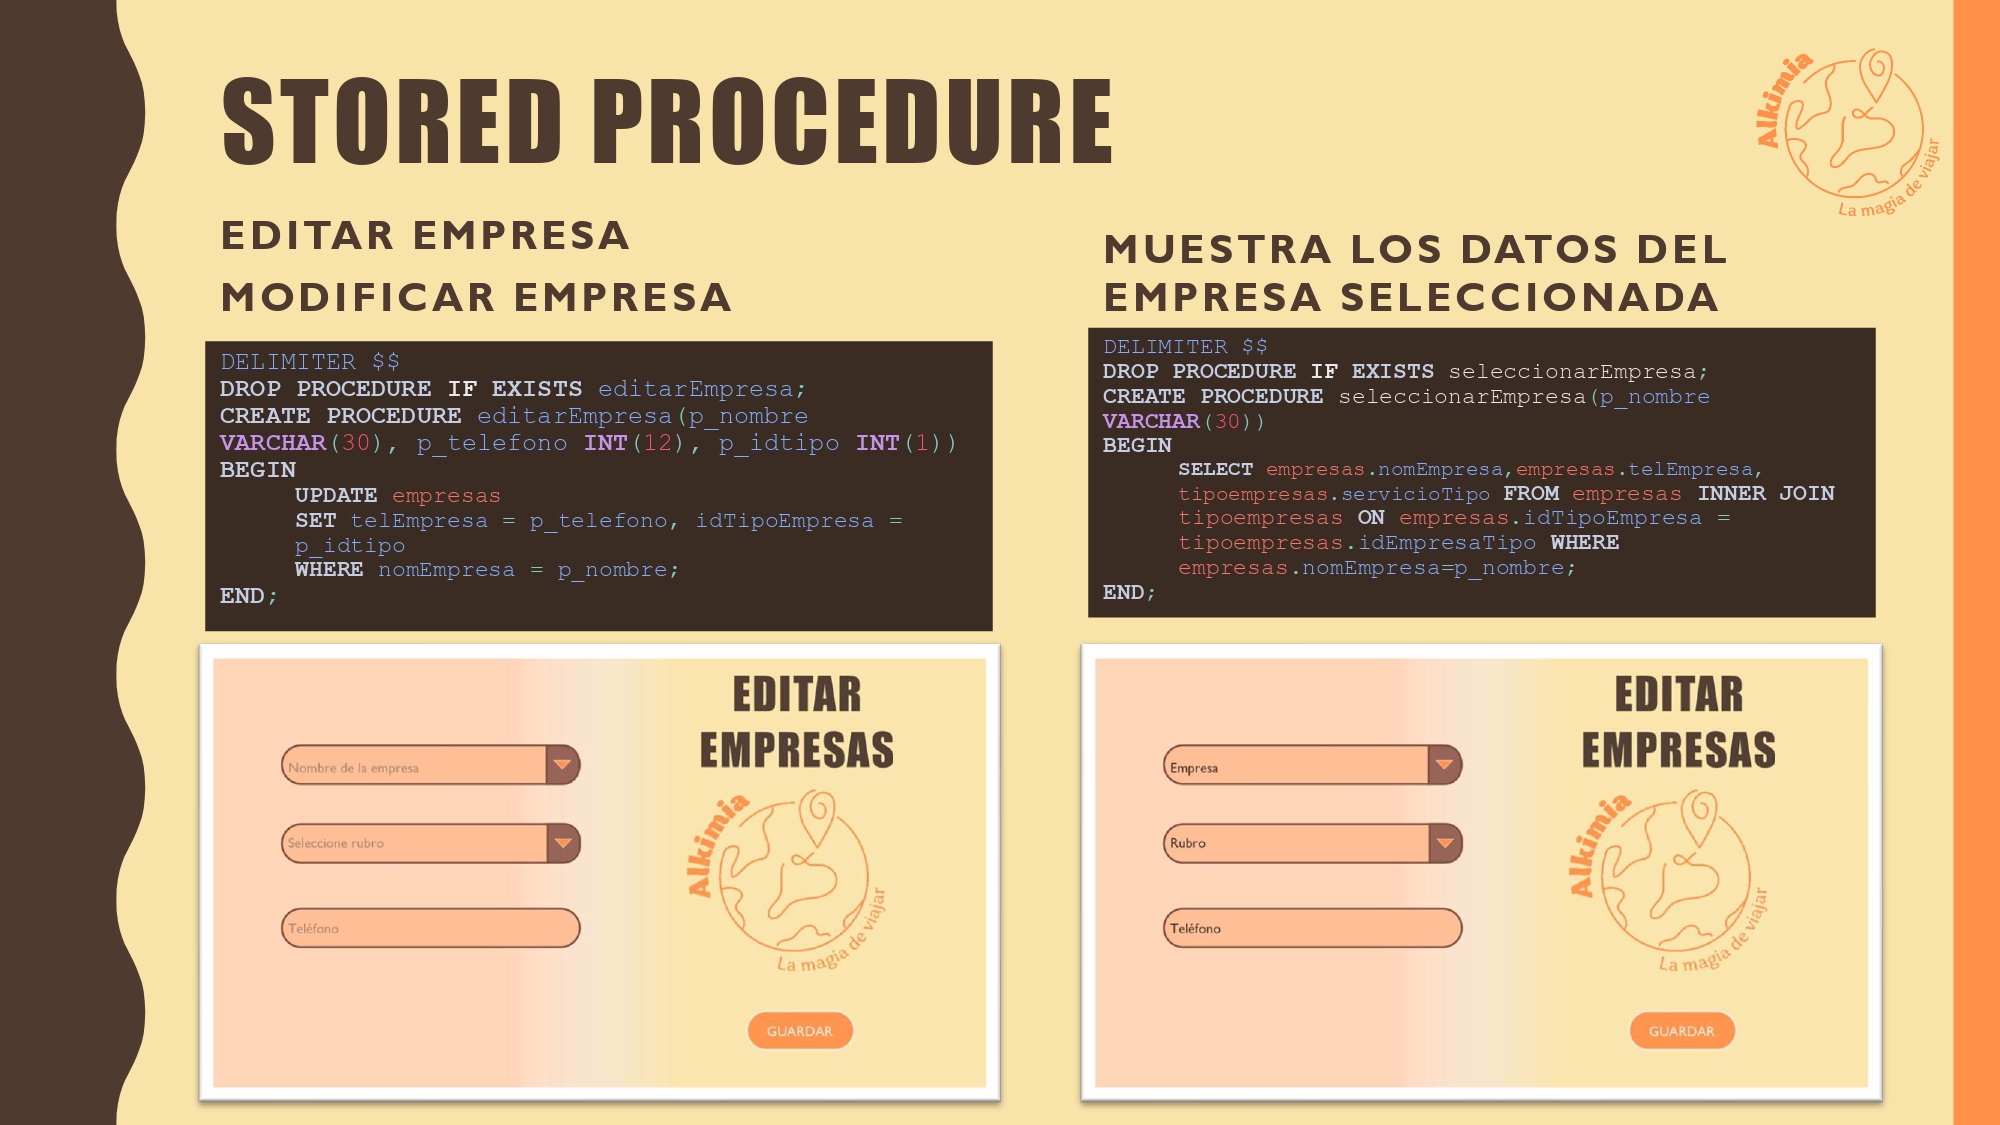 STORED PROCEDURE
Alkimia
La magia de viajar
EDITAR EMPRESA
MODIFICAR EMPRESA
DELIMITER $$
DROP PROCEDURE IF EXISTS editarEmpresa;
CREATE PROCEDURE editarEmpresa(p_nombre
VARCHAR(30), p_telefono INT(12), p_idtipo INT(1))
BEGIN
UPDATE empresas
SET telEmpresa = p_telefono, idTipoEmpresa =
p_idtipo
WHERE nomEmpresa = p_nombre;
END;
EDITAR
EMPRESAS
Nombre de la empresa
Seleccione rubro
Teléfono
Alkimia
La magia de viajar
GUARDAR
MUESTRA LOS DATOS DEL
EMPRESA SELECCIONADA
DELIMITER $$
DROP PROCEDURE IF EXISTS seleccionarEmpresa;
CREATE PROCEDURE seleccionarEmpresa(p_nombre
VARCHAR(30))
BEGIN
SELECT empresas.nomEmpresa,empresas.telEmpresa,
tipoempresas.servicioTipo FROM empresas INNER JOIN
tipoempresas ON empresas.idTipoEmpresa =
tipoempresas.idEmpresaTipo WHERE
empresas.nomEmpresa=p_nombre;
END;
EDITAR
EMPRESAS
Empresa
Rubro
Teléfono
Alkimia
La magia de viajar
GUARDAR